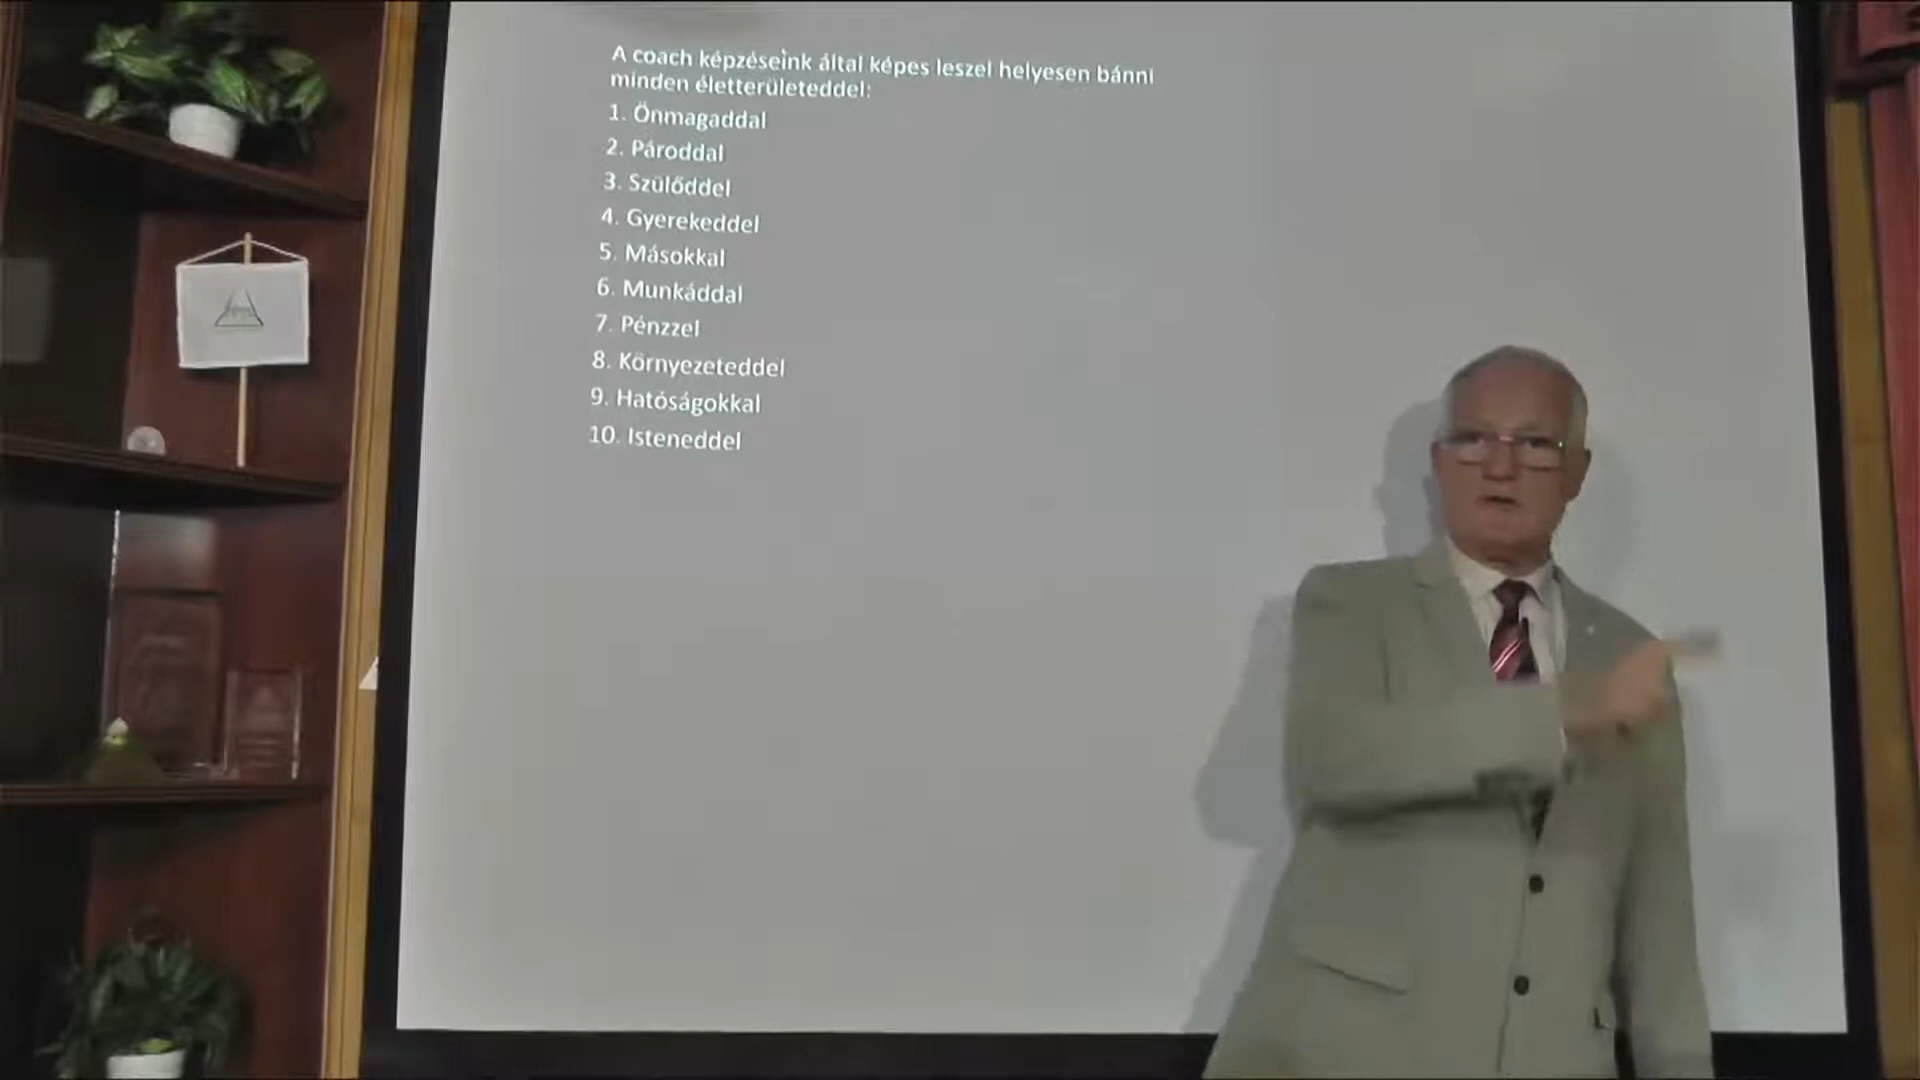 A coach képzéseink által képes leszel helyesen bánni
minden életterületeddel:
1. Önmagaddal
2. Pároddal
3. Szülőddel
4. Gyerekeddel
5. Másokkal
6. Munkáddal
7. Pénzzel
8. Környezeteddel
9. Hatóságokkal
10. Isteneddel